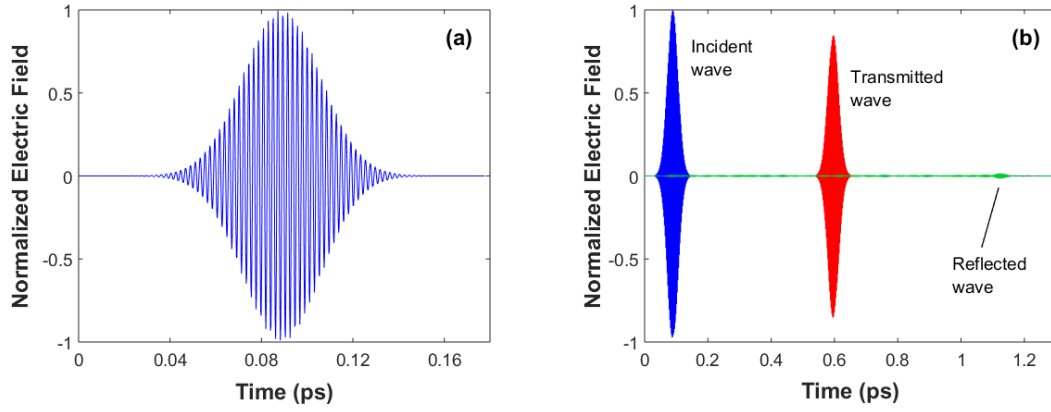 (a)
1
0.5
0
-0.5
-1
Normalized Electric Field
0
0.04
0.08
0.12
0.16
Time (ps)
(b)
1
0.5
0
-0.5
-1
Normalized Electric Field
Incident
wave
Transmitted
wave
Reflected
wave
0
0.2
0.4
0.6
0.8
1
1.2
Time (ps)